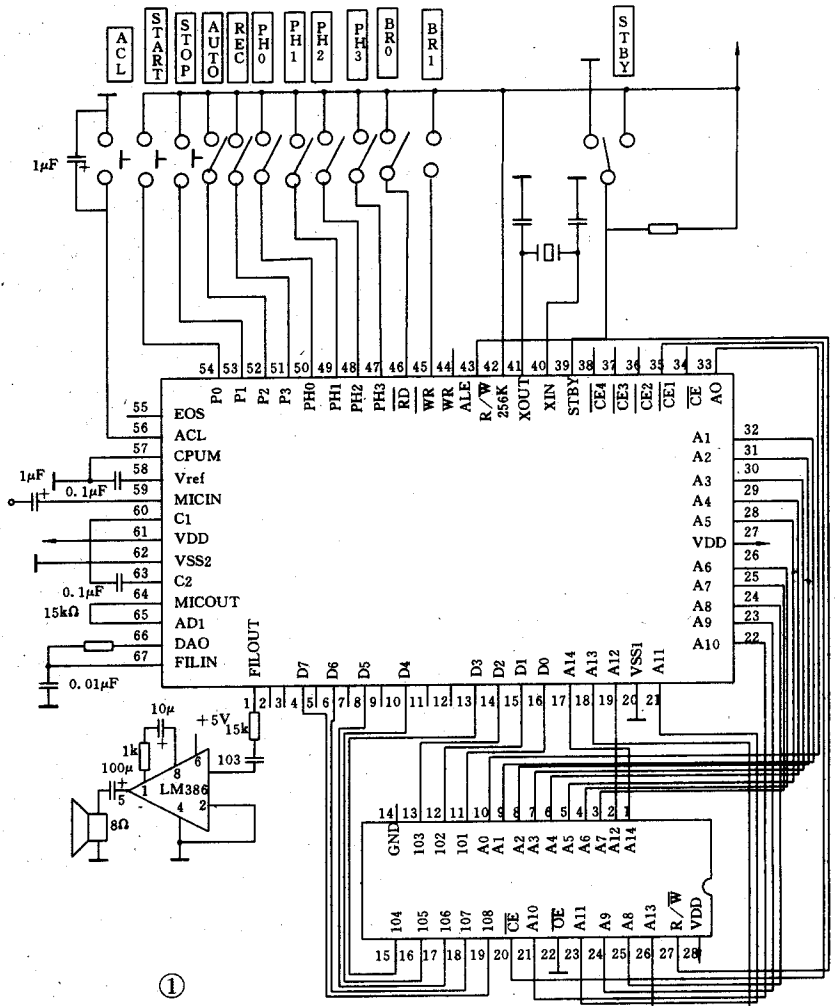 ACL START STOP AUTO REC PH0 PH1 PH2 PH3 BR0 BR1 STBY
1μF +
54 53 52 51 50 49 48 47 46 45 44 43 42 41 40 39 38 37 36 35 34 33
P0 P1 P2 P3 PH0 PH1 PH2 PH3 RD WR WR ALE R/W 256K XOUT XIN STBY CE4 CE3 CE2 CE1 CE AO
55 EOS
56 ACL
57 CPUM
1μF 0.1μF 58 Vref
+ 59 MICIN
60 C1
61 VDD
62 VSS2
63 C2
0.1μF 64 MICOUT
15kΩ 65 AD1
66 DAO
67 FILIN
0.01μF
A1 32
A2 31
A3 30
A4 29
A5 28
VDD 27
A6 26
A7 25
A8 24
A9 23
A10 22
FILOUT D7 D6 D5 D4 D3 D2 D1 D0 A14 A13 A12 VSS1 A11
1 2 3 4 5 6 7 8 9 10 11 12 13 14 15 16 17 18 19 20 21
10μ + +5V 15k
1k 103
100μ + 8 6
5 1 LM386
4 2
8Ω
14 13 12 11 10 9 8 7 6 5 4 3 2 1
GND 103 102 101 A0 A1 A2 A3 A4 A5 A6 A7 A12 A14
104 105 106 107 108 CE A10 OE A11 A9 A8 A13 R/W VDD
15 16 17 18 19 20 21 22 23 24 25 26 27 28
①